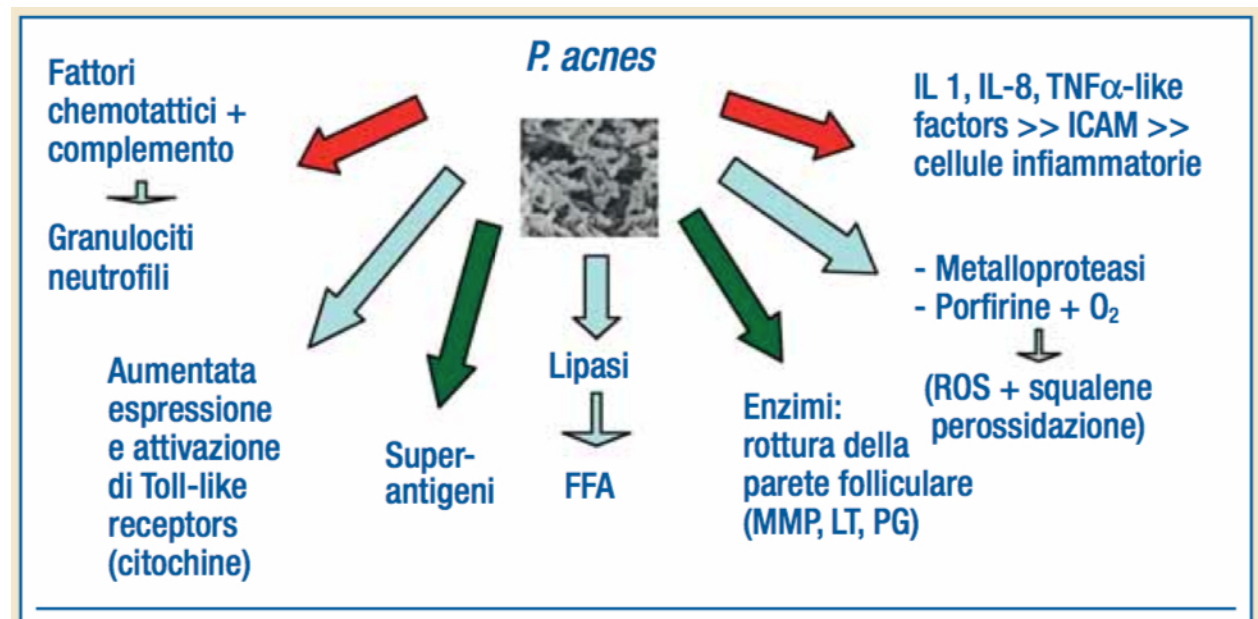 P. acnes
Fattori
chemotattici +
complemento
Granulociti
neutrofili
Aumentata
espressione
e attivazione
di Toll-like
receptors
(citochine)
Super-
antigeni
Lipasi
FFA
Enzimi:
rottura della
parete folliculare
(MMP, LT, PG)
IL 1, IL-8, TNFα-like
factors >> ICAM >>
cellule infiammatorie
- Metalloproteasi
- Porfirine + O₂
(ROS + squalene
perossidazione)